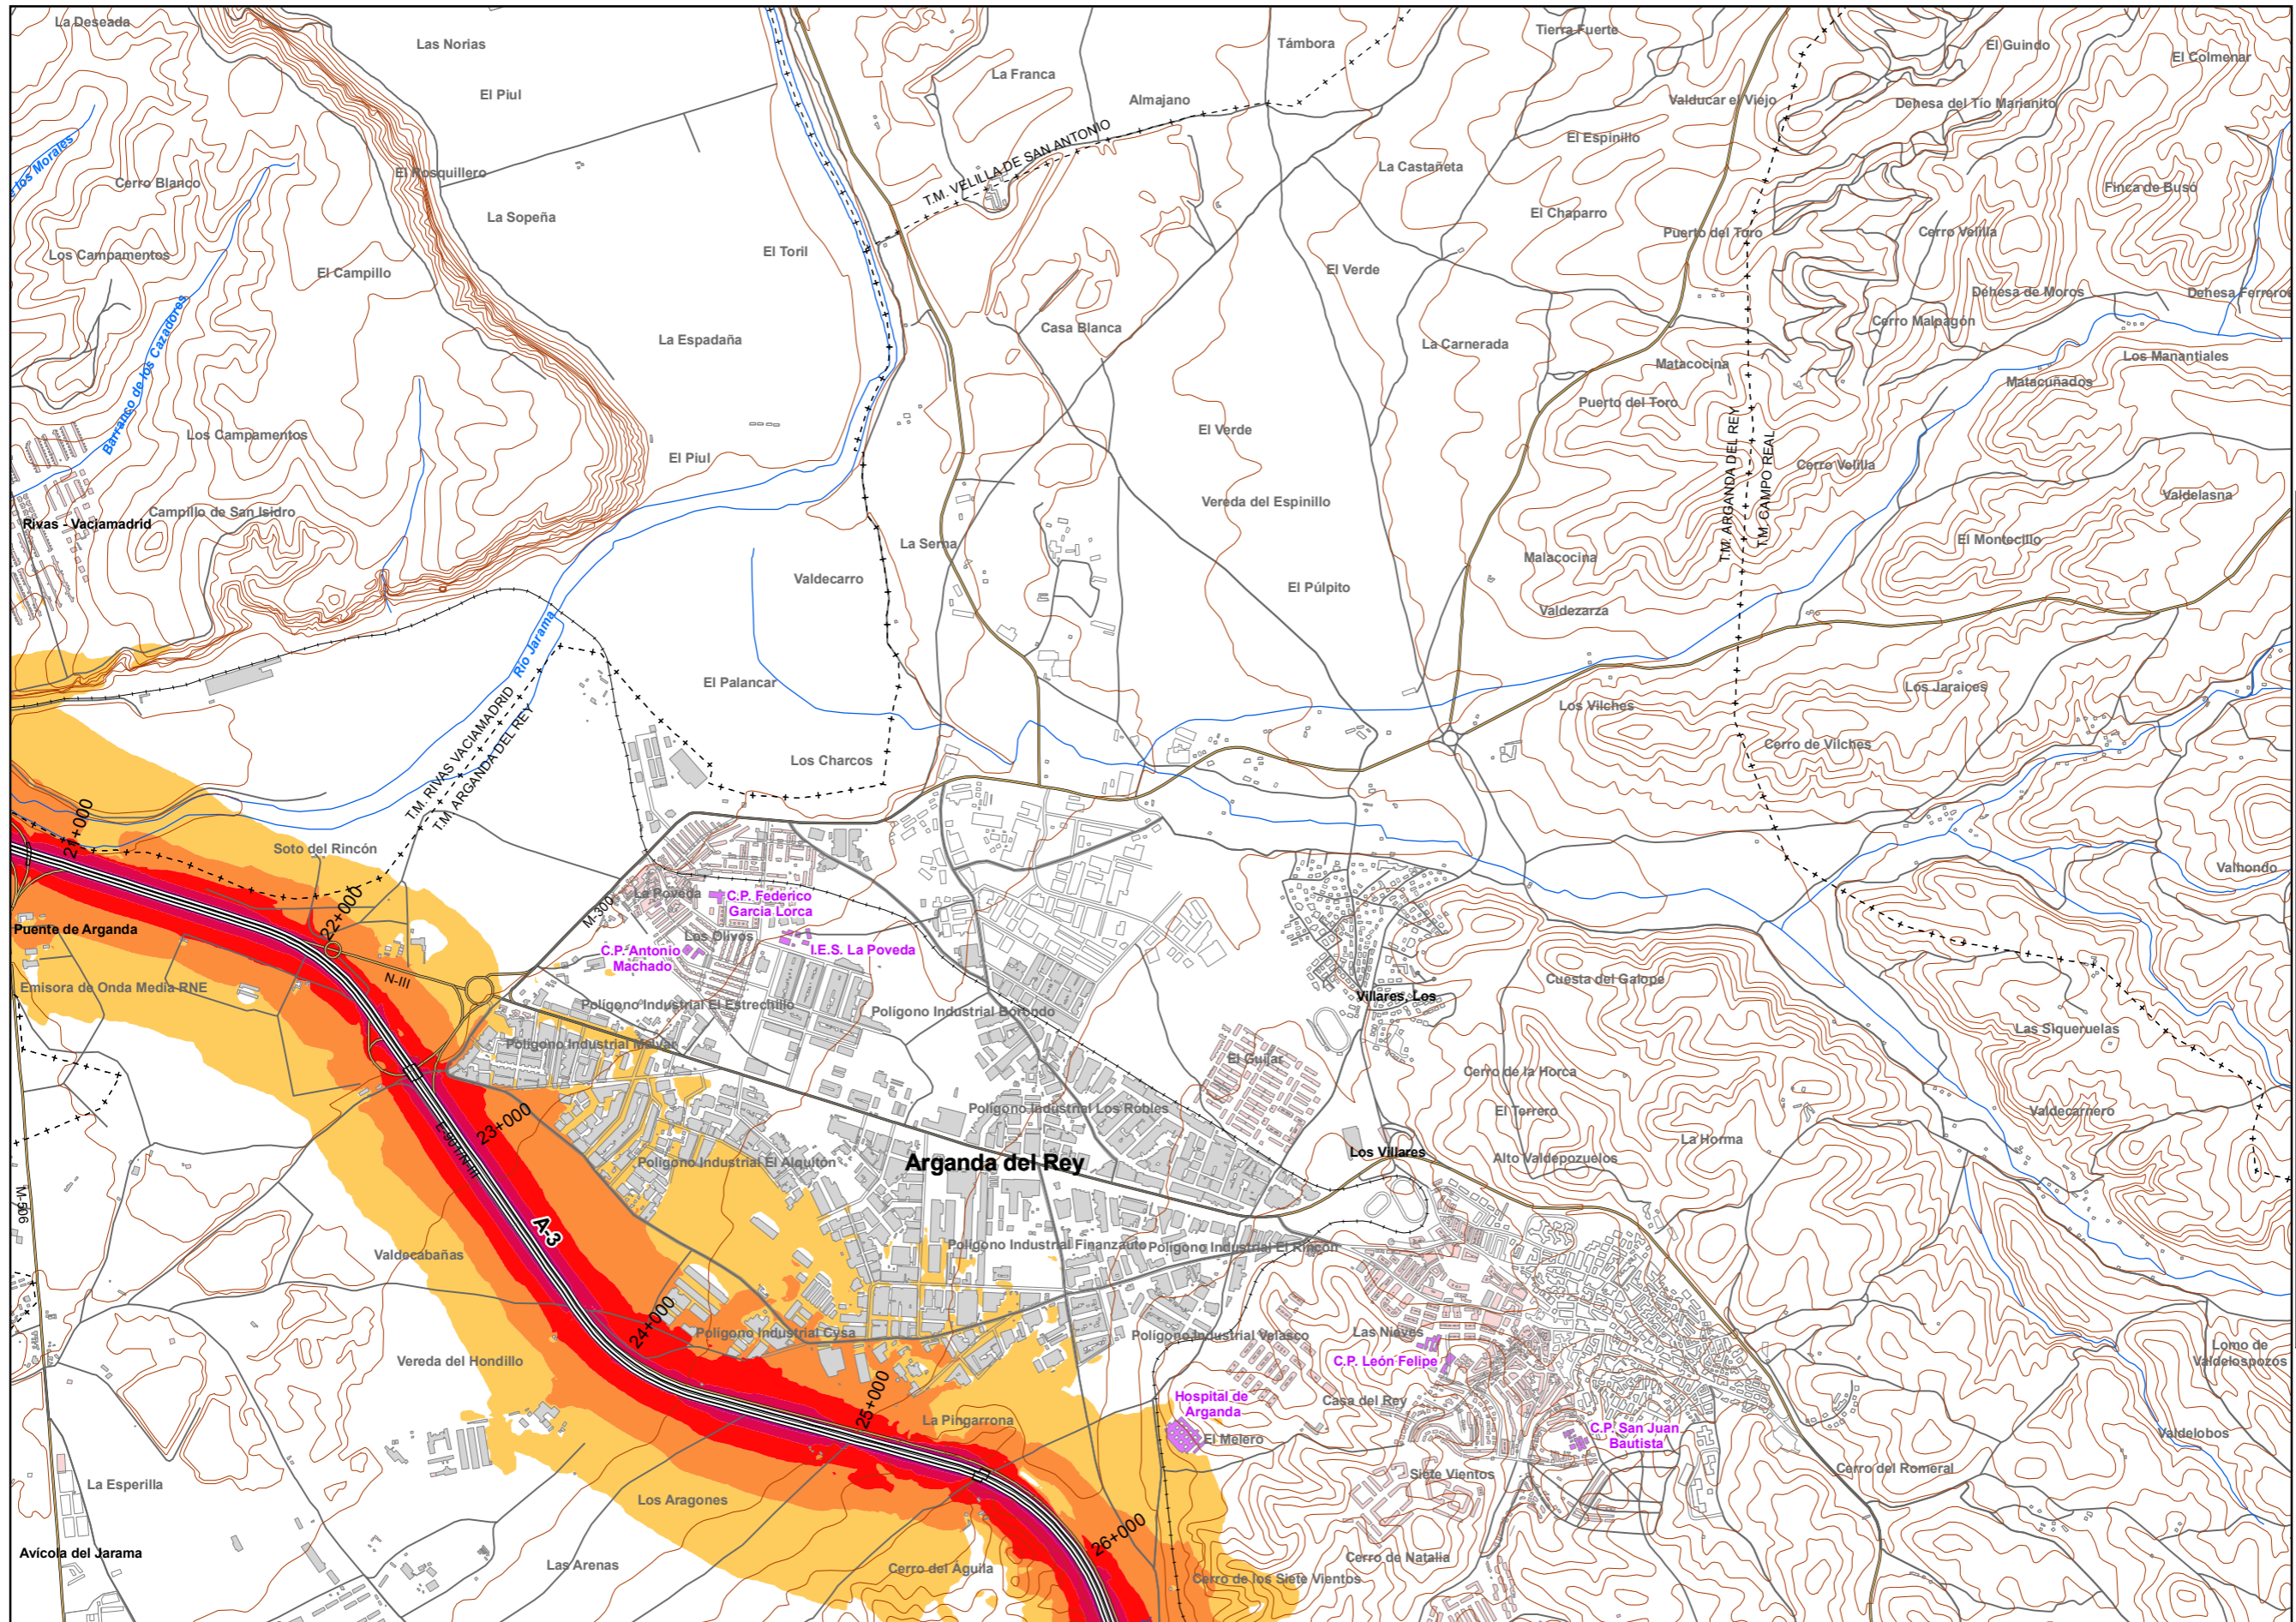 La Deseada
Las Norias
Támbora
Tierra Fuerte
El Guindo
El Colmenar
La Franca
El Piul
Almajano
Valducar el Viejo
Dehesa del Tío Marianito
T.M. VELILLA DE SAN ANTONIO
El Espinillo
los Morales
Cerro Blanco
El Rosquillero
La Castañeta
Finca de Busó
La Sopeña
El Chaparro
Puerto del Toro
Cerro Velilla
Los Campamentos
El Toril
El Campillo
El Verde
Dehesa de Moros
Dehesa Ferreros
Barranco de los Cazadores
Casa Blanca
Cerro Malpagón
La Espadaña
La Carnerada
Matacocina
Los Manantiales
Matacuñados
Puerto del Toro
Los Campamentos
El Verde
T.M. ARGANDA DEL REY
T.M. CAMPO REAL
El Piul
Cerro Velilla
Vereda del Espinillo
Valdelasna
Campillo de San Isidro
Rivas - Vaciamadrid
La Serna
El Montecillo
Malacocina
Valdecarro
El Púlpito
Valdezarza
Río Jarama
El Palancar
Los Jaraices
T.M. RIVAS VACIAMADRID
T.M. ARGANDA DEL REY
Los Vilches
Cerro de Vilches
Los Charcos
21+000
Soto del Rincón
Valhondo
La Poveda
C.P. Federico
García Lorca
22+000
M-300
Puente de Arganda
Los Olivos
C.P. Antonio
Machado
I.E.S. La Poveda
N-III
Cuesta del Galope
Emisora de Onda Media RNE
Villares, Los
Polígono Industrial El Estrechillo
Polígono Industrial Borondo
Las Siqueruelas
Polígono Industrial Malvar
El Guijar
Cerro de la Horca
23+000
Polígono Industrial Los Robles
El Terrero
Valdecarnero
E-901/N-III
La Horma
Los Villares
Polígono Industrial El Alquitón
Arganda del Rey
Alto Valdepozuelos
M-506
A-3
Valdecabañas
Polígono Industrial Finanzauto
Polígono Industrial El Rincón
24+000
Polígono Industrial Cysa
Polígono Industrial Velasco
Las Nieves
Lomo de
Valdelospozos
Vereda del Hondillo
C.P. León Felipe
25+000
Hospital de
Arganda
Casa del Rey
La Pingarrona
C.P. San Juan
Bautista
El Melero
Valdelobos
Cerro del Romeral
La Esperilla
Siete Vientos
Los Aragones
26+000
Avícola del Jarama
Las Arenas
Cerro del Águila
Cerro de Natalia
Cerro de los Siete Vientos